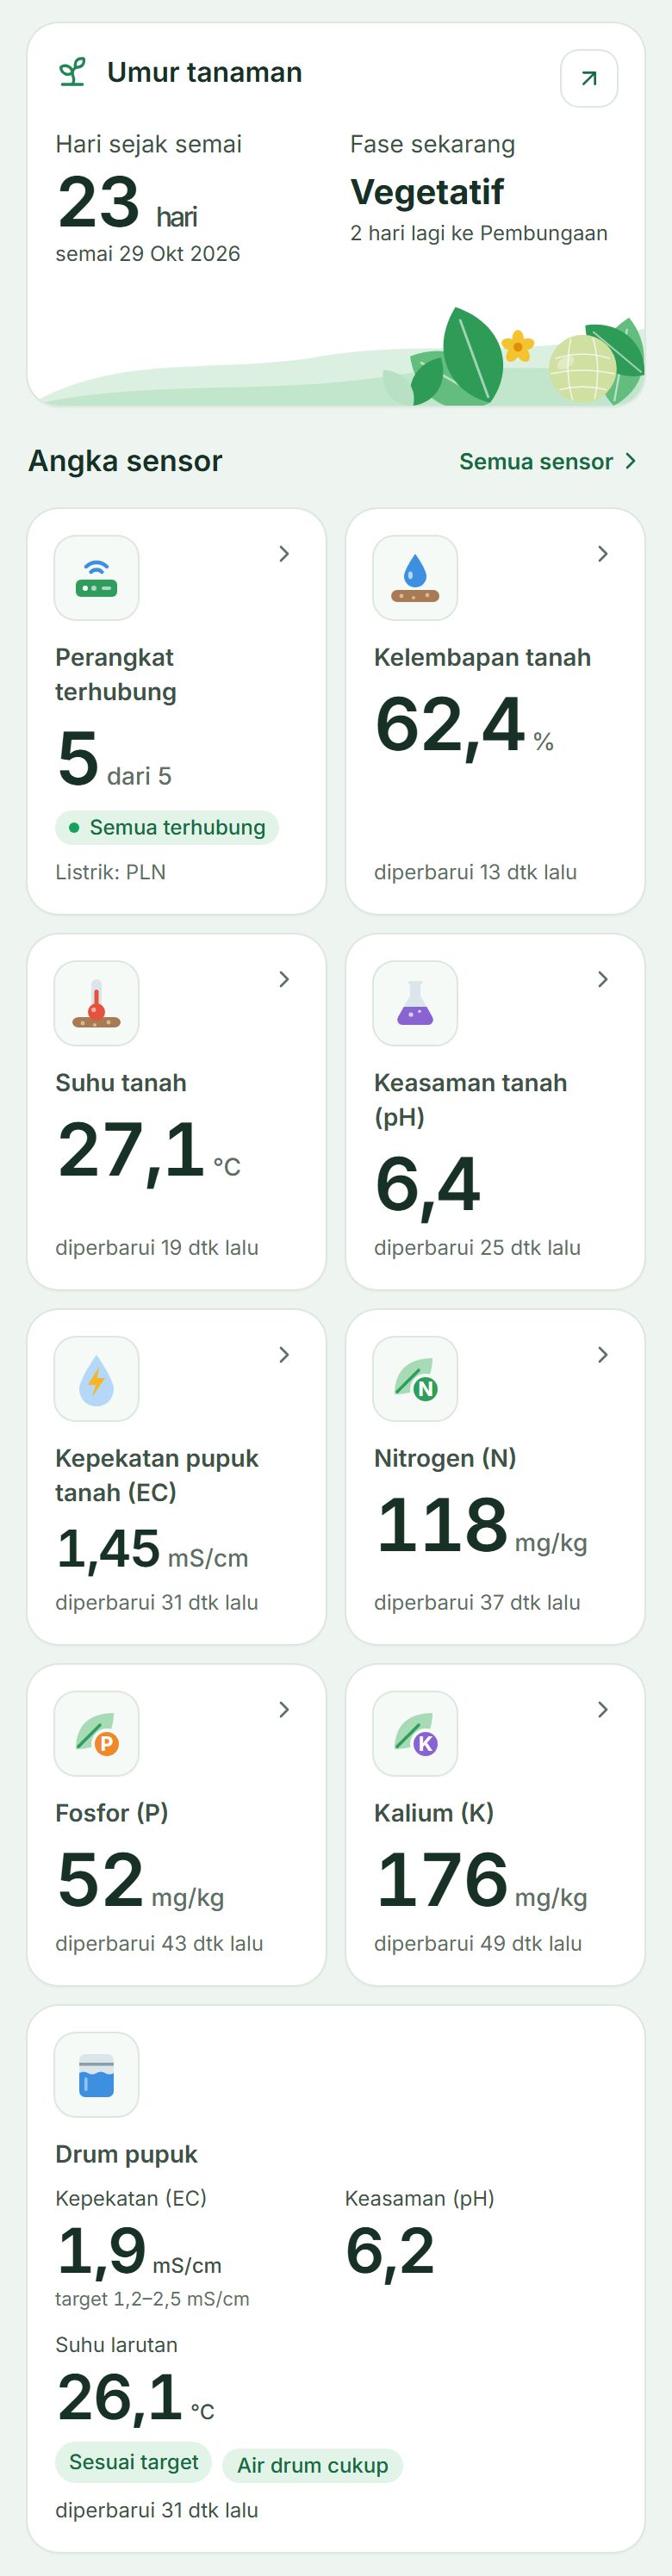 Umur tanaman
Hari sejak semai
23 hari
semai 29 Okt 2026
Fase sekarang
Vegetatif
2 hari lagi ke Pembungaan
Angka sensor
Semua sensor
Perangkat
terhubung
5 dari 5
Semua terhubung
Listrik: PLN
Kelembapan tanah
62,4 %
diperbarui 13 dtk lalu
Suhu tanah
27,1 °C
diperbarui 19 dtk lalu
Keasaman tanah
(pH)
6,4
diperbarui 25 dtk lalu
Kepekatan pupuk
tanah (EC)
1,45 mS/cm
diperbarui 31 dtk lalu
N
Nitrogen (N)
118 mg/kg
diperbarui 37 dtk lalu
P
Fosfor (P)
52 mg/kg
diperbarui 43 dtk lalu
K
Kalium (K)
176 mg/kg
diperbarui 49 dtk lalu
Drum pupuk
Kepekatan (EC)
1,9 mS/cm
target 1,2–2,5 mS/cm
Keasaman (pH)
6,2
Suhu larutan
26,1 °C
Sesuai target
Air drum cukup
diperbarui 31 dtk lalu